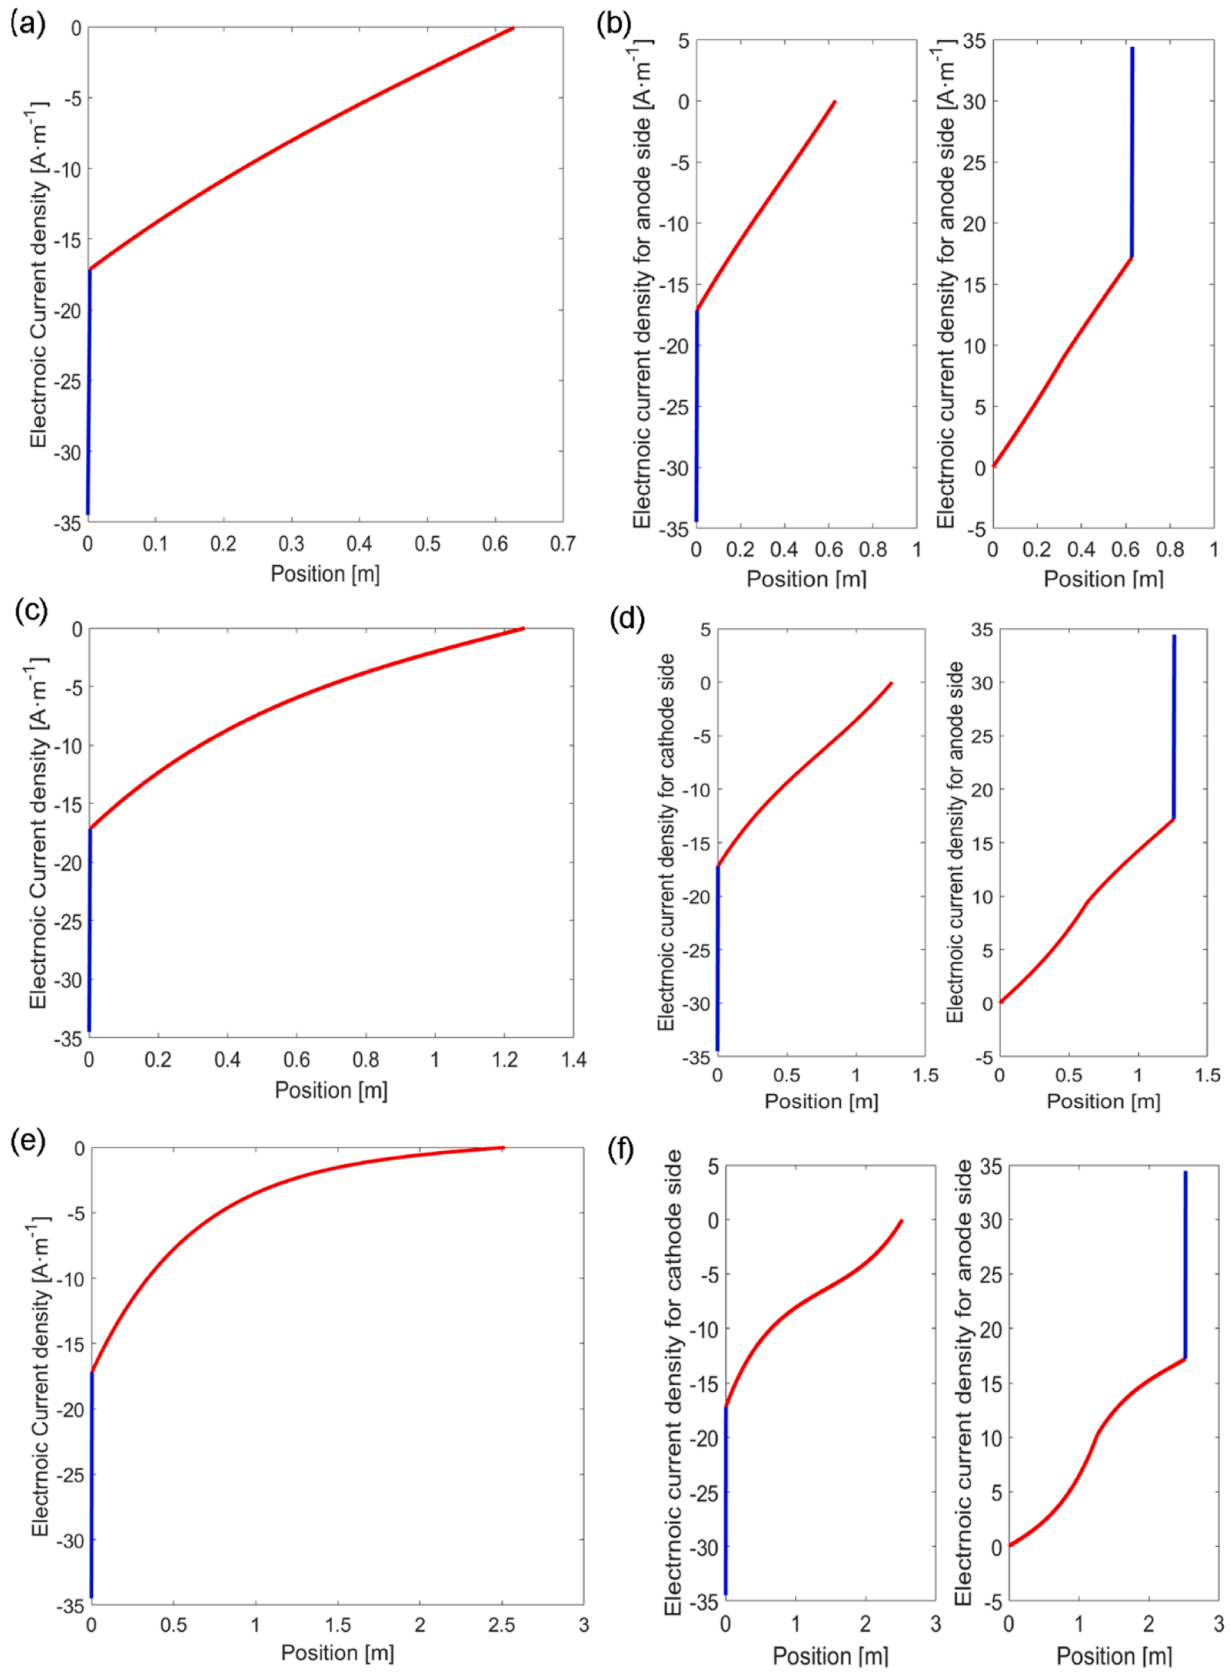 (a)
0
-5
-10
-15
-20
-25
-30
-35
Electrnoic Current density [A·m-1]
0 0.1 0.2 0.3 0.4 0.5 0.6 0.7
Position [m]
(b)
5
0
-5
-10
-15
-20
-25
-30
-35
Electrnoic current density for anode side [A·m-1]
0 0.2 0.4 0.6 0.8 1
Position [m]
35
30
25
20
15
10
5
0
-5
Electrnoic current density for anode side [A·m-1]
0 0.2 0.4 0.6 0.8 1
Position [m]
(c)
0
-5
-10
-15
-20
-25
-30
-35
Electrnoic Current density [A·m-1]
0 0.2 0.4 0.6 0.8 1 1.2 1.4
Position [m]
(d)
5
0
-5
-10
-15
-20
-25
-30
-35
Electrnoic current density for cathode side
0 0.5 1 1.5
Position [m]
35
30
25
20
15
10
5
0
-5
Electrnoic current density for anode side
0 0.5 1 1.5
Position [m]
(e)
0
-5
-10
-15
-20
-25
-30
-35
Electrnoic Current density [A·m-1]
0 0.5 1 1.5 2 2.5 3
Position [m]
(f)
5
0
-5
-10
-15
-20
-25
-30
-35
Electrnoic current density for cathode side
0 1 2 3
Position [m]
35
30
25
20
15
10
5
0
-5
Electrnoic current density for anode side
0 1 2 3
Position [m]